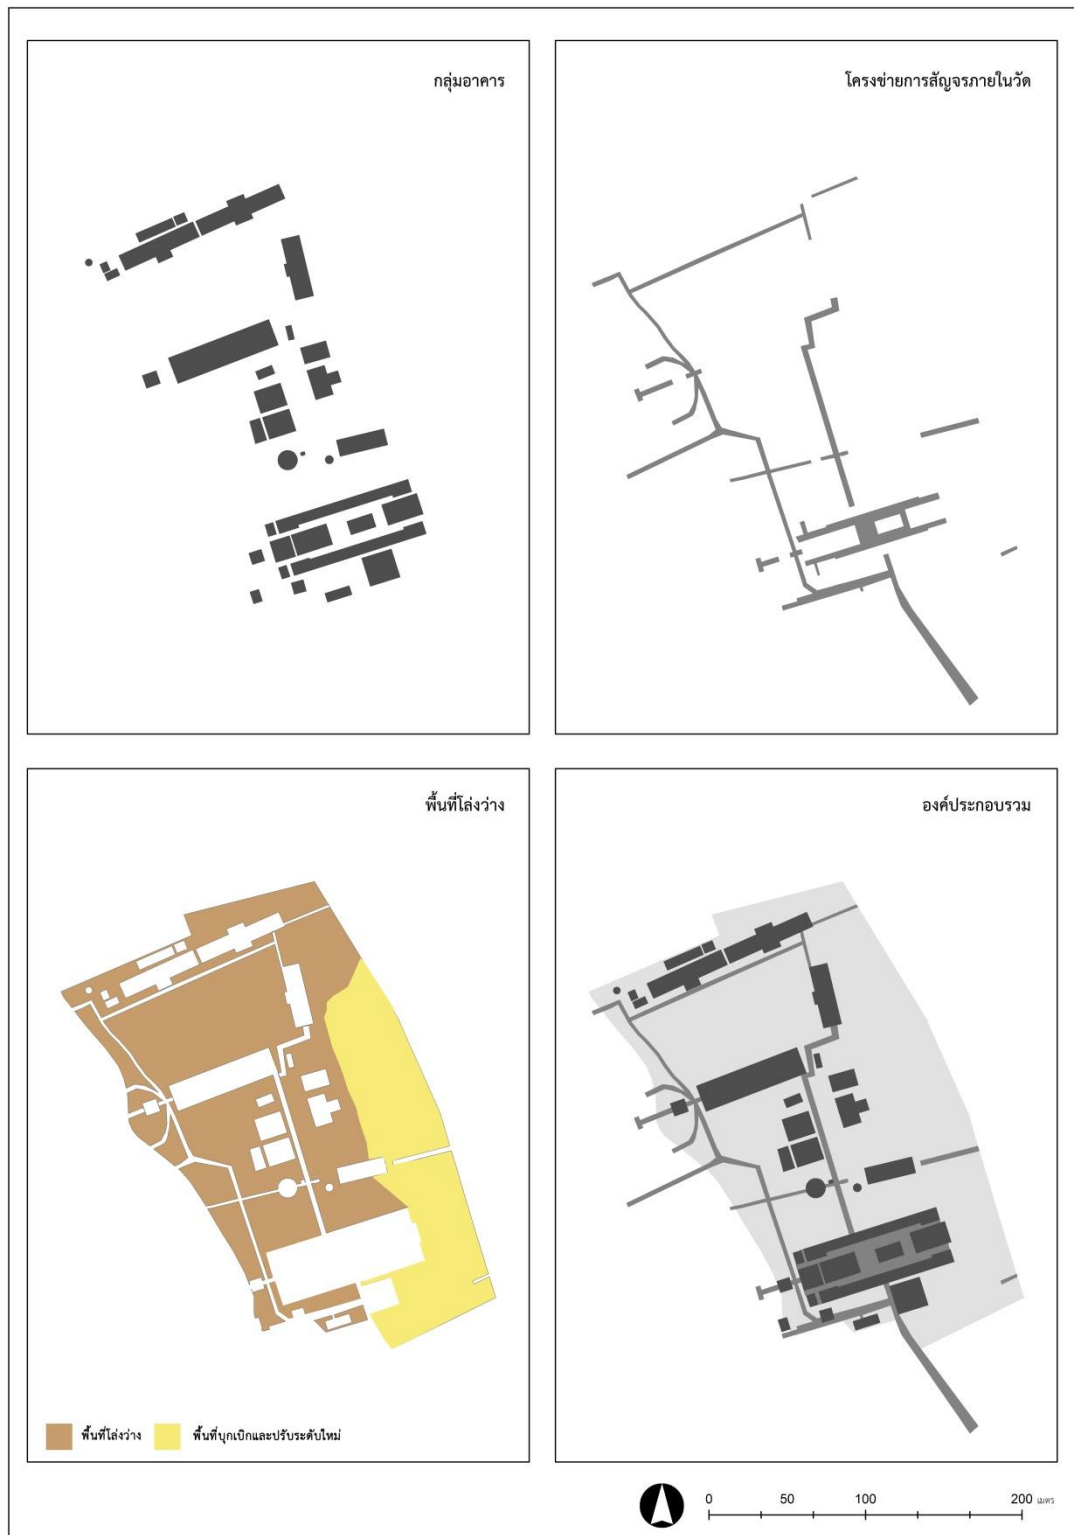 กลุ่มอาคาร
โครงข่ายการสัญจรภายในวัด
พื้นที่โล่งว่าง
องค์ประกอบรวม
พื้นที่โล่งว่าง
พื้นที่บุกเบิกและปรับระดับใหม่
0 50 100 200 เมตร